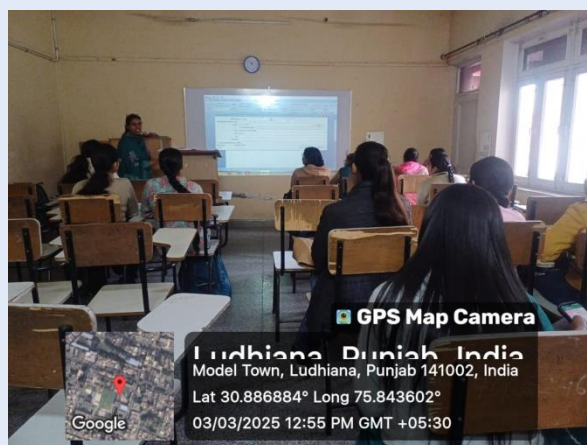 GPS Map Camera
Ludhiana, Punjab, India
Model Town, Ludhiana, Punjab 141002, India
Lat 30.886884° Long 75.843602°
03/03/2025 12:55 PM GMT +05:30
Google